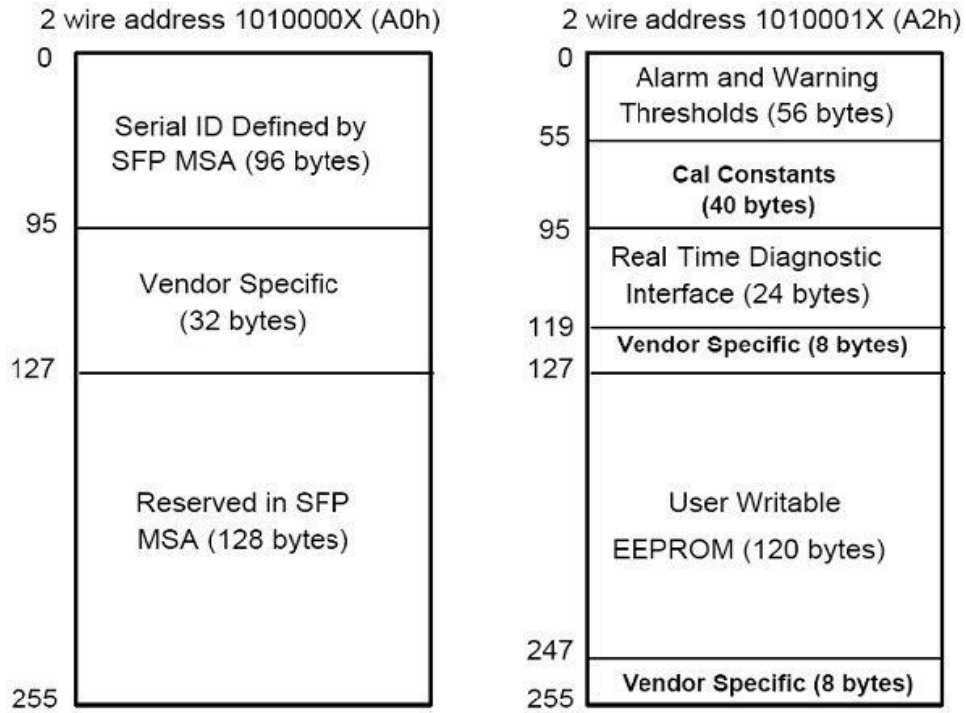 2 wire address 1010000X (A0h)
0
Serial ID Defined by
SFP MSA (96 bytes)
95
Vendor Specific
(32 bytes)
127
Reserved in SFP
MSA (128 bytes)
255
2 wire address 1010001X (A2h)
0
Alarm and Warning
Thresholds (56 bytes)
55
Cal Constants
(40 bytes)
95
Real Time Diagnostic
Interface (24 bytes)
119
Vendor Specific (8 bytes)
127
User Writable
EEPROM (120 bytes)
247
Vendor Specific (8 bytes)
255